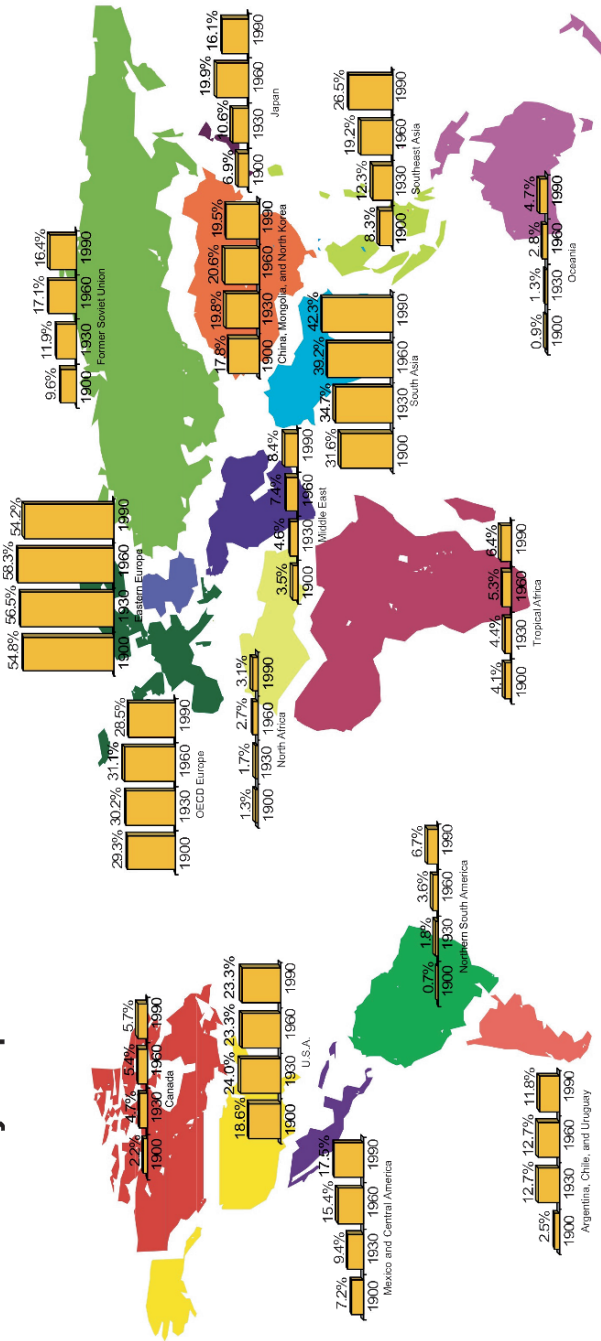 2.2% 4.7% 5.4% 5.7%
1900 1930 1960 1990
Canada
18.6% 24.0% 23.3% 23.3%
1900 1930 1960 1990
U.S.A.
7.2% 9.4% 15.4% 17.5%
1900 1930 1960 1990
Mexico and Central America
0.7% 1.8% 3.6% 6.7%
1900 1930 1960 1990
Northern South America
2.5% 12.7% 12.7% 11.8%
1900 1930 1960 1990
Argentina, Chile, and Uruguay
54.8% 56.5% 58.3% 54.2%
1900 1930 1960 1990
Eastern Europe
29.3% 30.2% 31.1% 28.5%
1900 1930 1960 1990
OECD Europe
1.3% 1.7% 2.7% 3.1%
1900 1930 1960 1990
North Africa
3.5% 4.6% 7.4% 8.4%
1900 1930 1960 1990
Middle East
4.1% 4.4% 5.3% 6.4%
1900 1930 1960 1990
Tropical Africa
9.6% 11.9% 17.1% 16.4%
1900 1930 1960 1990
Former Soviet Union
6.9% 10.6% 19.9% 16.1%
1900 1930 1960 1990
Japan
17.8% 19.8% 20.6% 19.5%
1900 1930 1960 1990
China, Mongolia, and North Korea
31.6% 34.7% 39.2% 42.3%
1900 1930 1960 1990
South Asia
8.3% 12.3% 19.2% 26.5%
1900 1930 1960 1990
Southeast Asia
0.9% 1.3% 2.8% 4.7%
1900 1930 1960 1990
Oceania